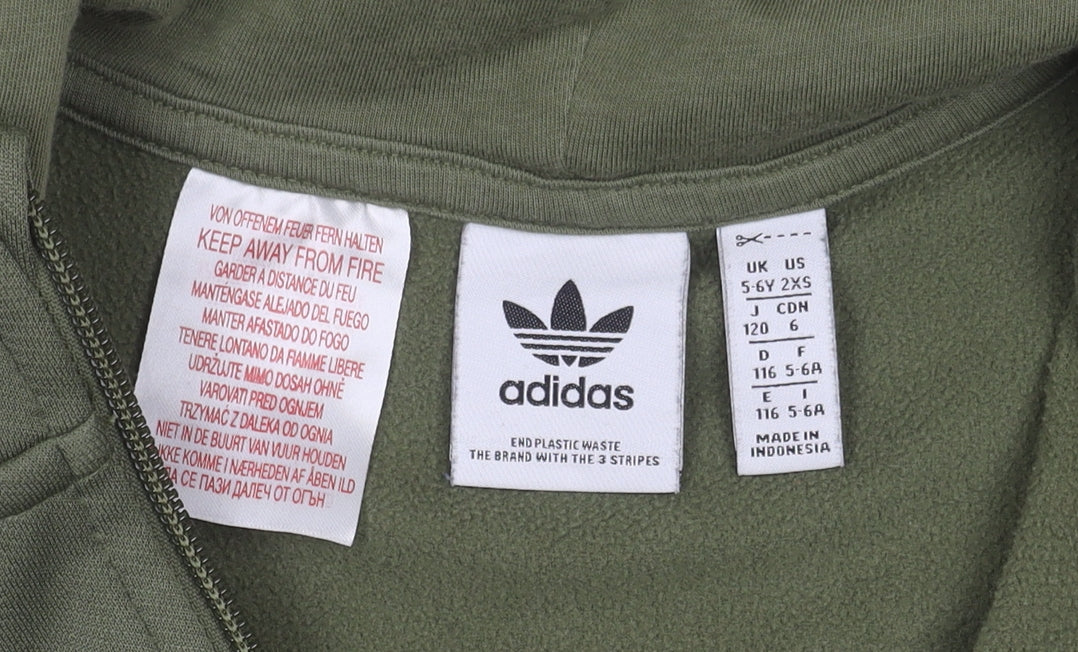 VON OFFENEM FEUER FERN HALTEN
KEEP AWAY FROM FIRE
GARDER A DISTANCE DU FEU
MANTÉNGASE ALEJADO DEL FUEGO
MANTER AFASTADO DO FOGO
TENERE LONTANO DA FIAMME LIBERE
UDRŽUJTE MIMO DOSAH OHNĚ
VAROVATI PRED OGNJEM
TRZYMAĆ Z DALEKA OD OGNIA
NIET IN DE BUURT VAN VUUR HOUDEN
KOMME I NÆRHEDEN AF ÅBEN ILD
СЕ ПАЗИ ДАЛЕЧ ОТ ОГЪН
adidas
END PLASTIC WASTE
THE BRAND WITH THE 3 STRIPES
UK US
5-6Y 2XS
J CDN
120 6
D F
116 5-6A
E I
116 5-6A
MADE IN
INDONESIA